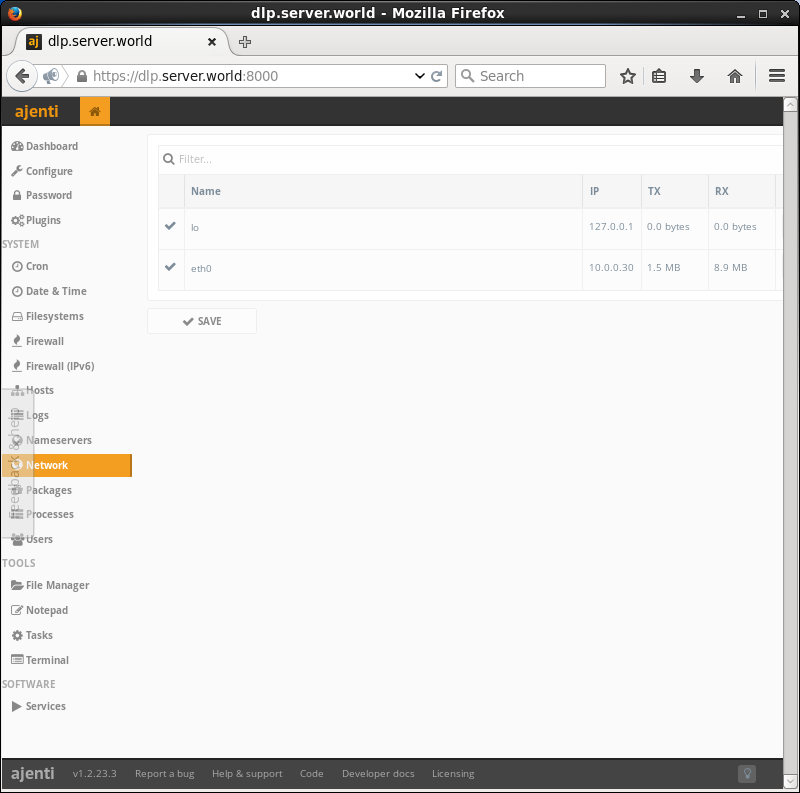 dlp.server.world - Mozilla Firefox
aj dlp.server.world
https://dlp.server.world:8000
Search
ajenti
Dashboard
Configure
Password
Plugins
SYSTEM
Cron
Date & Time
Filesystems
Firewall
Firewall (IPv6)
Hosts
Logs
Nameservers
Network
Packages
Processes
Users
Feedback & help
TOOLS
File Manager
Notepad
Tasks
Terminal
SOFTWARE
Services
Filter...
Name IP TX RX
lo 127.0.0.1 0.0 bytes 0.0 bytes
eth0 10.0.0.30 1.5 MB 8.9 MB
SAVE
ajenti v1.2.23.3 Report a bug Help & support Code Developer docs Licensing